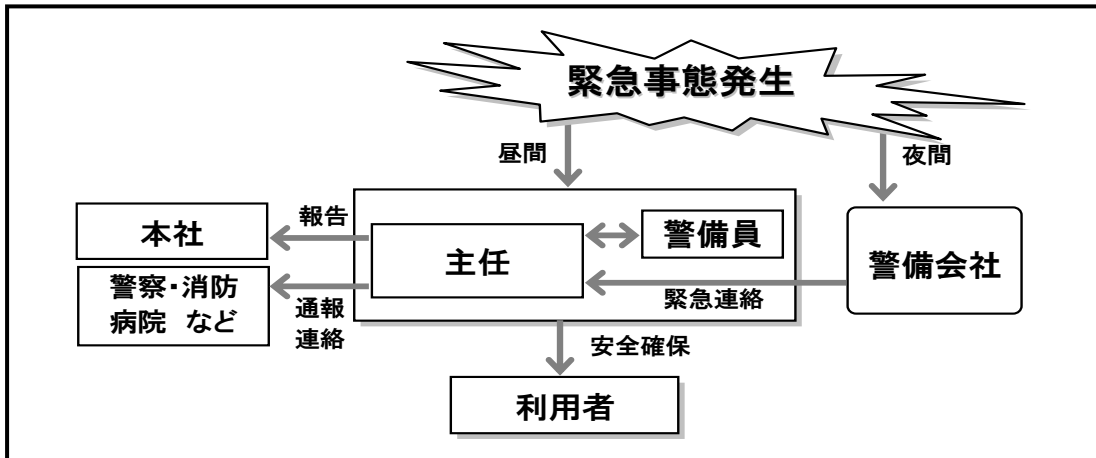 緊急事態発生
昼間
夜間
報告
本社
主任
警備員
警備会社
警察・消防
病院 など
通報
連絡
緊急連絡
安全確保
利用者